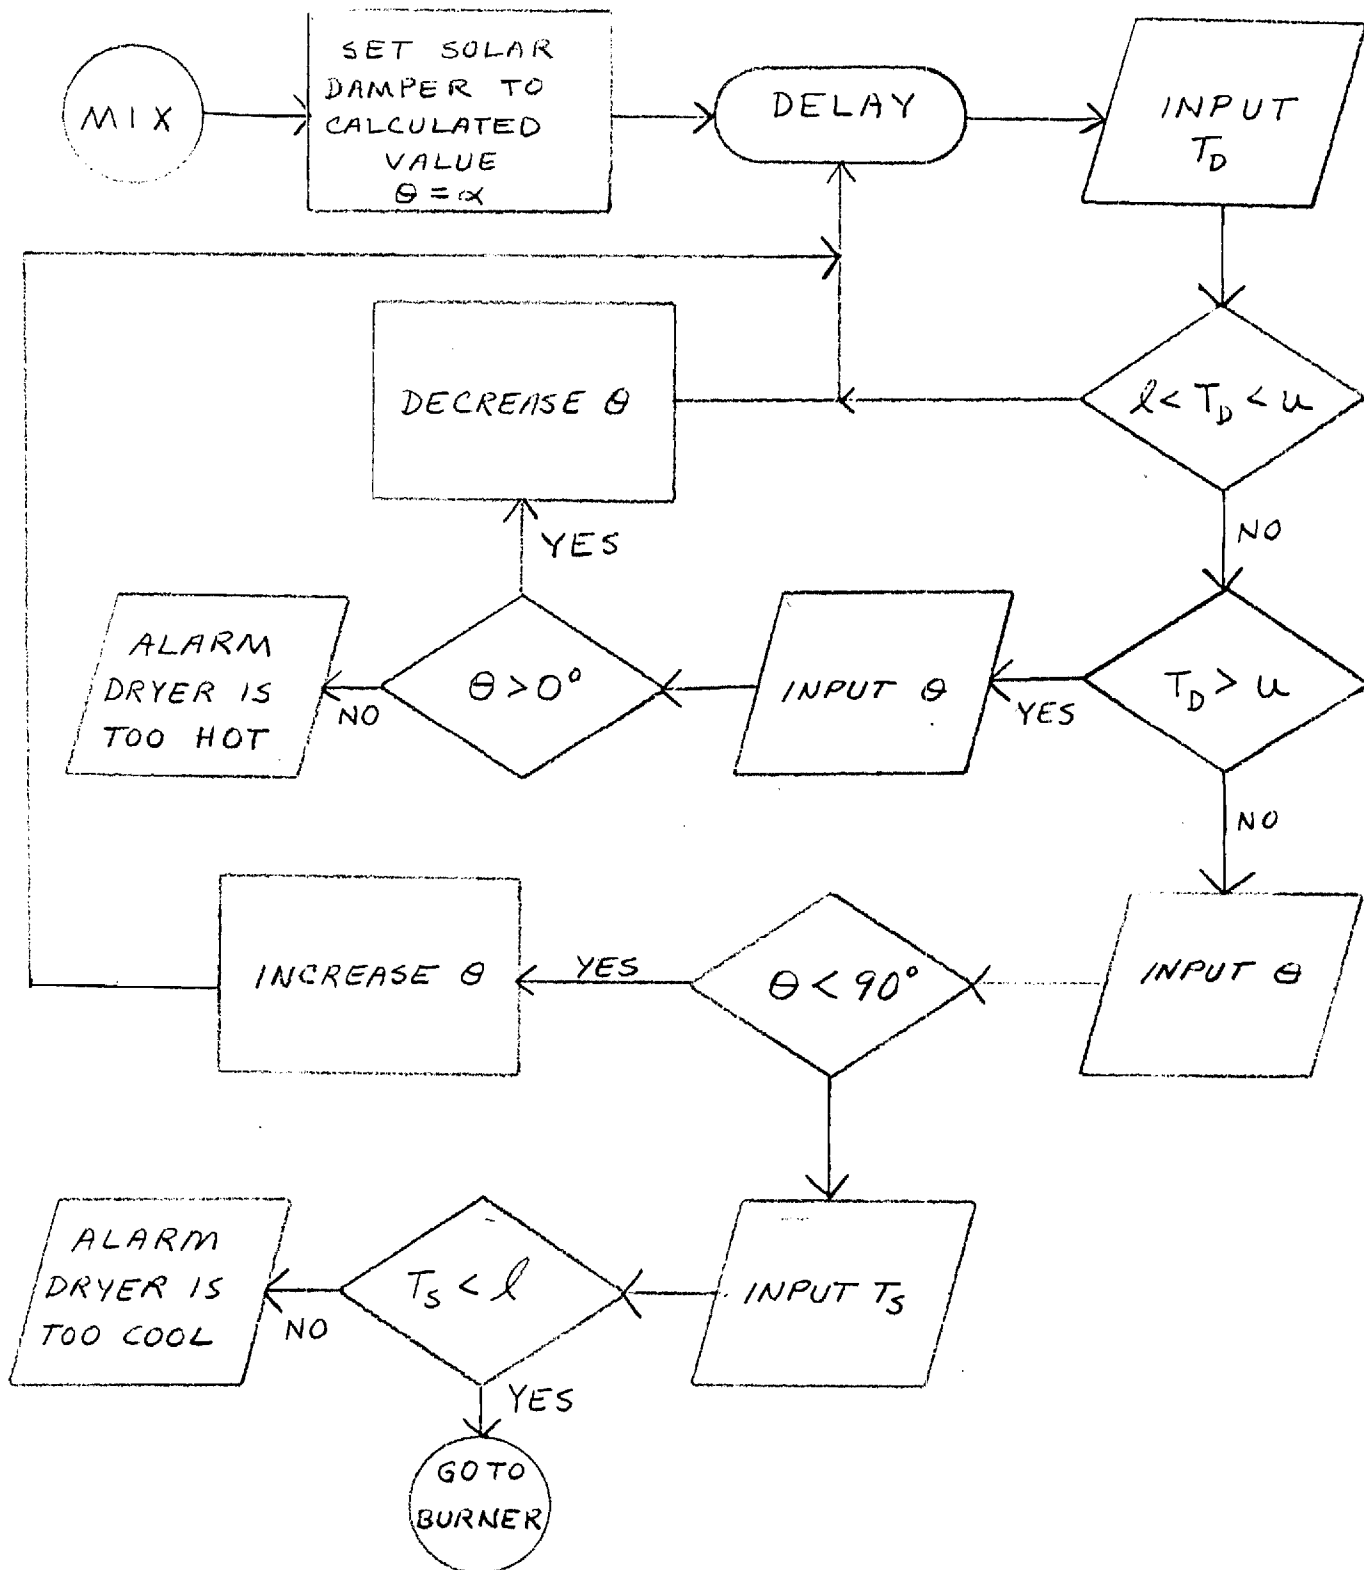 MIX
SET SOLAR
DAMPER TO
CALCULATED
VALUE
θ = α
DELAY
INPUT
T_D
DECREASE θ
ℓ < T_D < u
NO
YES
ALARM
DRYER IS
TOO HOT
NO
θ > 0°
INPUT θ
YES
T_D > u
NO
INCREASE θ
YES
θ < 90°
INPUT θ
ALARM
DRYER IS
TOO COOL
NO
T_S < ℓ
INPUT T_S
YES
GO TO
BURNER